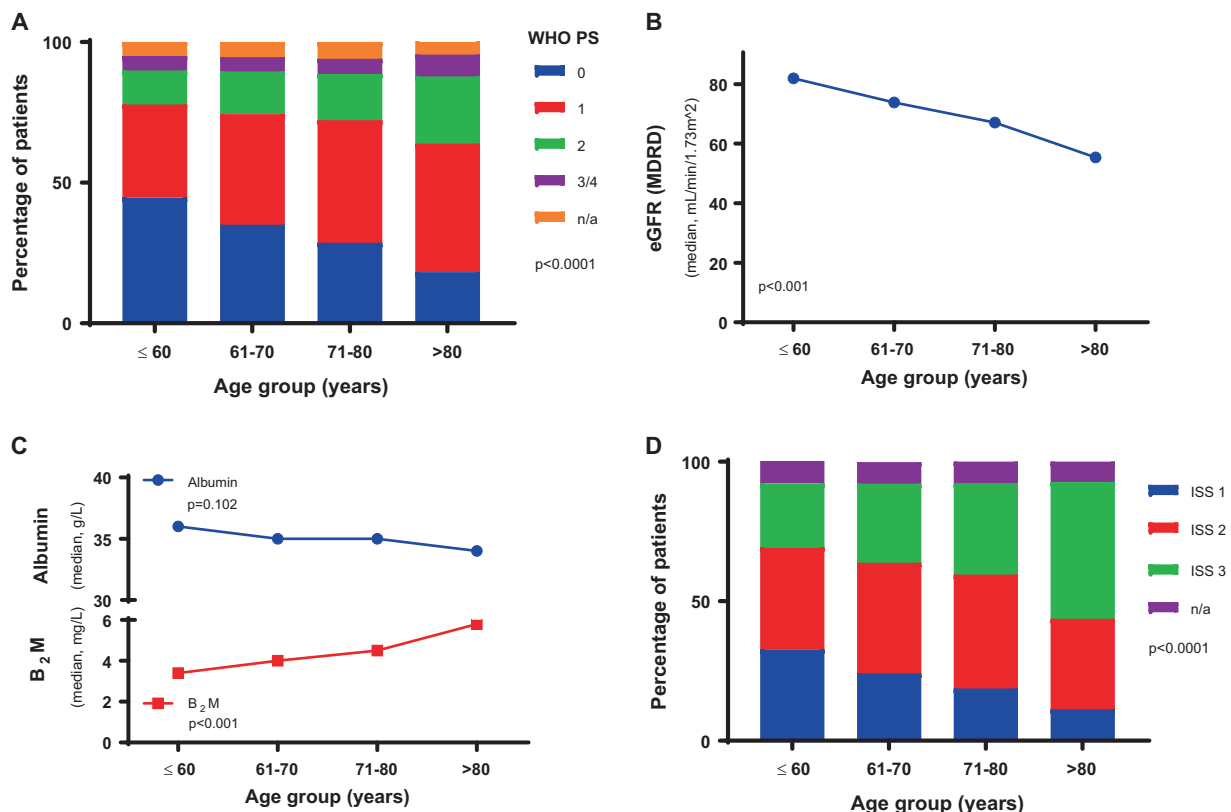 A
WHO PS
Percentage of patients
100
50
0
0
1
2
3/4
n/a
p<0.0001
≤ 60
61-70
71-80
>80
Age group (years)
B
eGFR (MDRD)
(median, mL/min/1.73m^2)
80
60
40
20
0
p<0.001
≤ 60
61-70
71-80
>80
Age group (years)
C
Albumin
(median, g/L)
40
35
30
Albumin
p=0.102
B₂M
(median, mg/L)
6
4
2
0
B₂M
p<0.001
≤ 60
61-70
71-80
>80
Age group (years)
D
Percentage of patients
100
50
0
ISS 1
ISS 2
ISS 3
n/a
p<0.0001
≤ 60
61-70
71-80
>80
Age group (years)